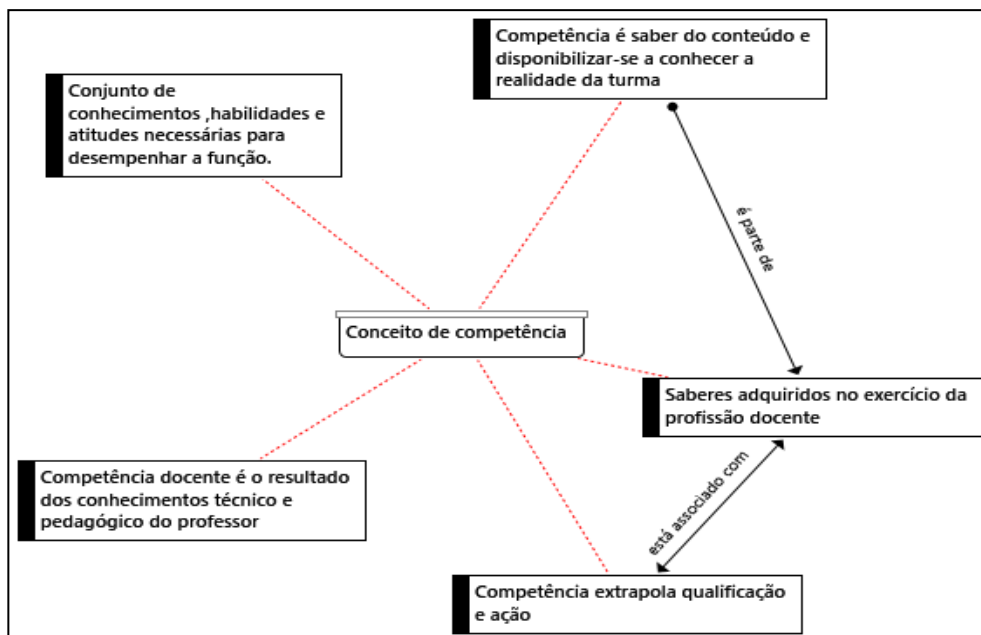 Competência é saber do conteúdo e
disponibilizar-se a conhecer a
realidade da turma
Conjunto de
conhecimentos ,habilidades e
atitudes necessárias para
desempenhar a função.
é parte de
Conceito de competência
Saberes adquiridos no exercício da
profissão docente
Competência docente é o resultado
dos conhecimentos técnico e
pedagógico do professor
está associado com
Competência extrapola qualificação
e ação